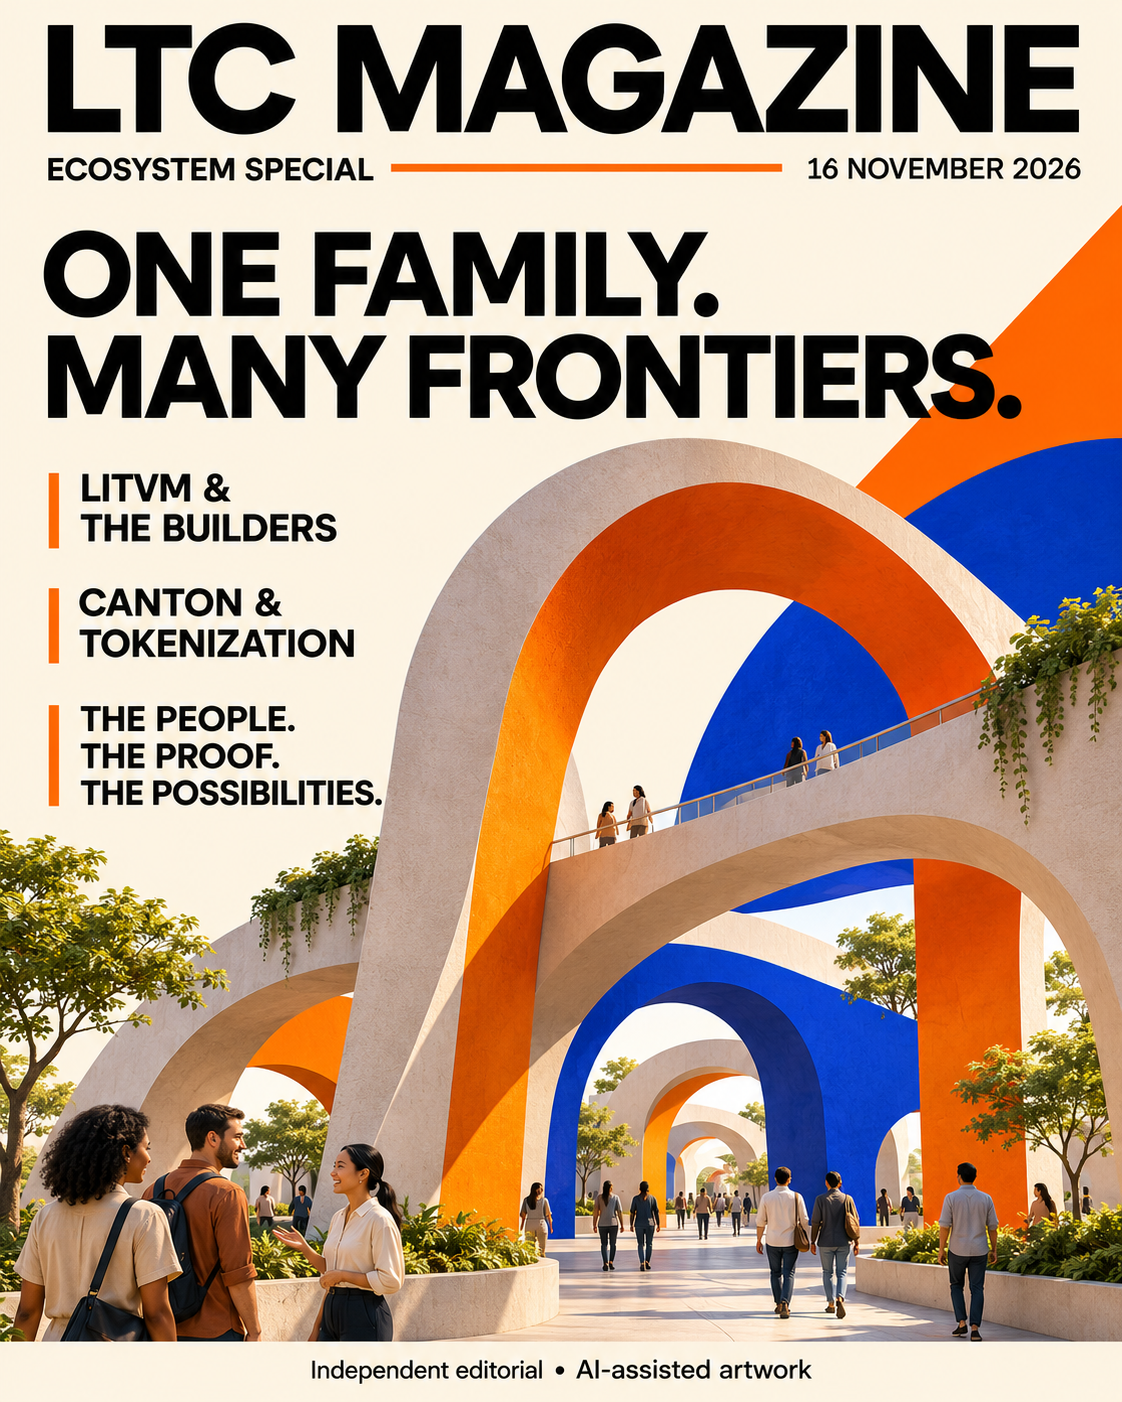 LTC MAGAZINE
ECOSYSTEM SPECIAL
16 NOVEMBER 2026
ONE FAMILY.
MANY FRONTIERS.
LITVM &
THE BUILDERS
CANTON &
TOKENIZATION
THE PEOPLE.
THE PROOF.
THE POSSIBILITIES.
Independent editorial • AI-assisted artwork